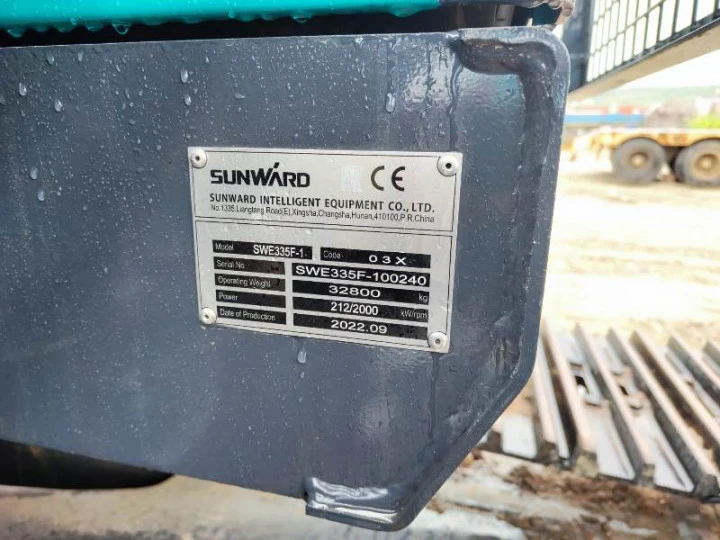 SUNWARD CE
SUNWARD INTELLIGENT EQUIPMENT CO., LTD.
No.1335,Liangtang Road(E),Xingsha,Changsha,Hunan,410100,P.R.China
Model SWE335F-1 Code 03X
Serial No SWE335F-100240
Operating Weight 32800 kg
Power 212/2000 kW/rpm
Date of Production 2022.09